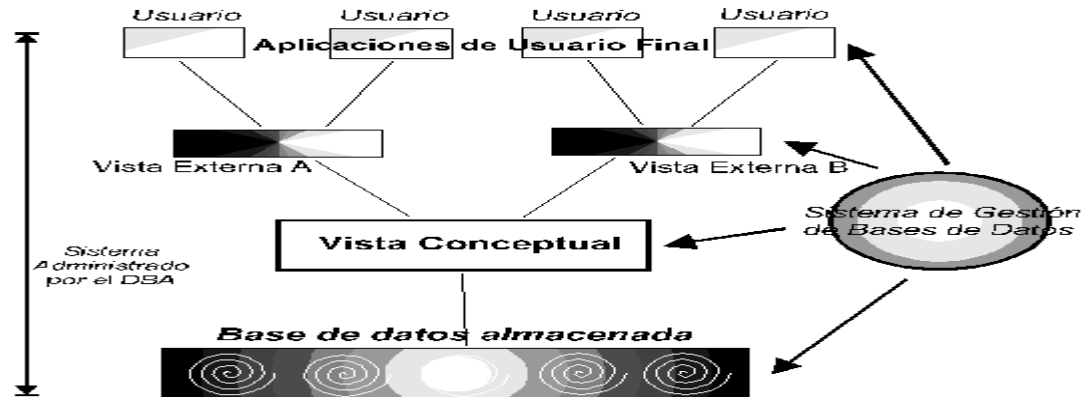 Usuario Usuario Usuario Usuario
Aplicaciones de Usuario Final
Vista Externa A
Vista Externa B
Sistema de Gestión
de Bases de Datos
Vista Conceptual
Sistema
Administrado
por el DBA
Base de datos almacenada